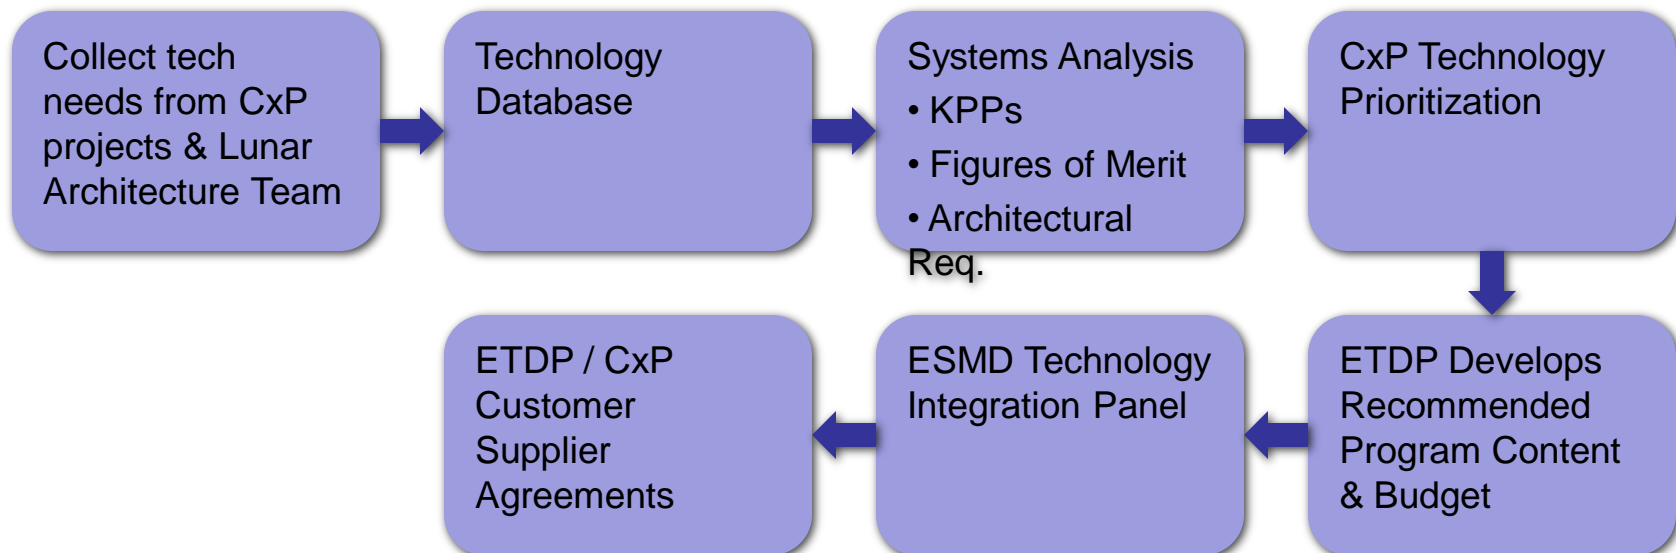 Collect tech
needs from CxP
projects & Lunar
Architecture Team
Technology
Database
Systems Analysis
• KPPs
• Figures of Merit
• Architectural
Req.
CxP Technology
Prioritization
ETDP Develops
Recommended
Program Content
& Budget
ESMD Technology
Integration Panel
ETDP / CxP
Customer
Supplier
Agreements